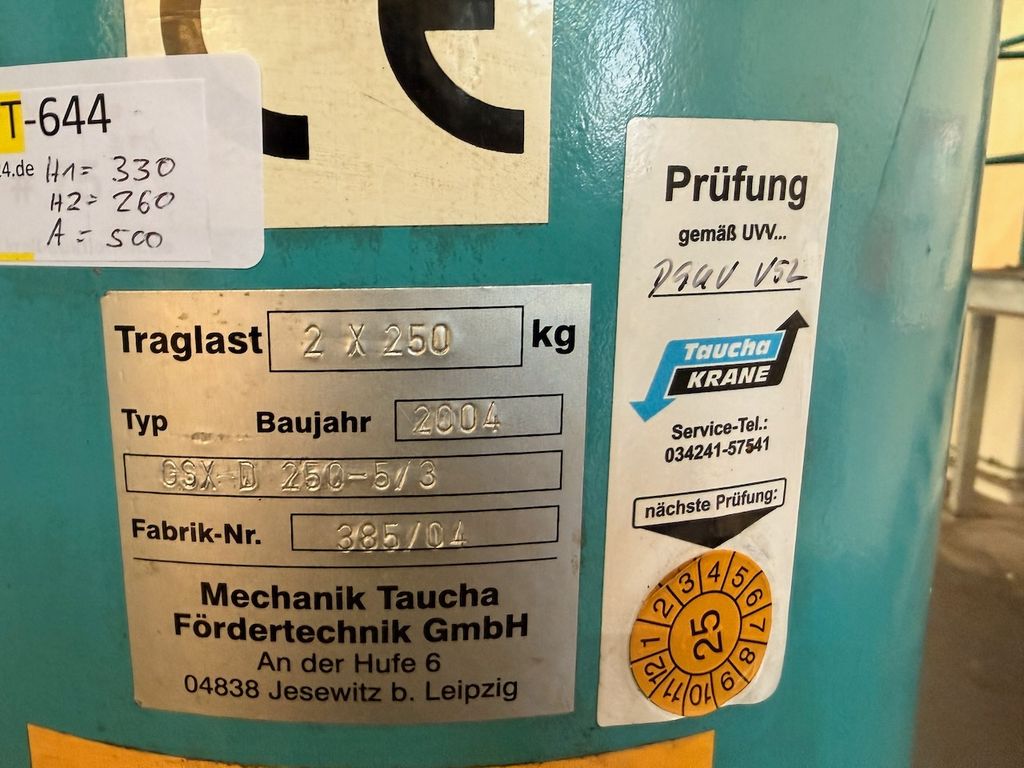 CE
T-644
4.de H1= 330
H2= 260
A = 500
Traglast 2 X 250 kg
Typ Baujahr 2004
GSX-D 250-5/3
Fabrik-Nr. 385/04
Mechanik Taucha
Fördertechnik GmbH
An der Hufe 6
04838 Jesewitz b. Leipzig
Prüfung
gemäß UVV...
DGUV V52
Taucha
KRANE
Service-Tel.:
034241-57541
nächste Prüfung:
1 2 3 4 5 6 7 8 9 10 11 12
25